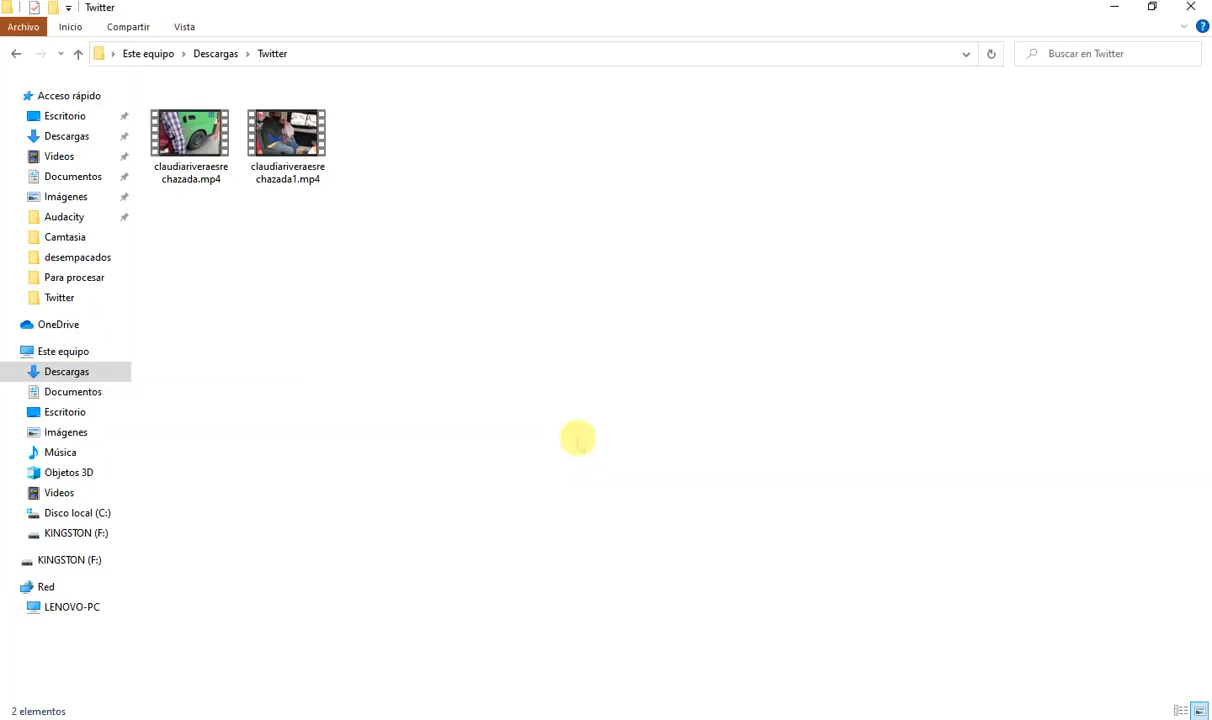 Twitter
Archivo
Inicio
Compartir
Vista
Este equipo
Descargas
Twitter
Buscar en Twitter
Acceso rápido
Escritorio
Descargas
Videos
Documentos
Imágenes
Audacity
Camtasia
desempacados
Para procesar
Twitter
OneDrive
Este equipo
Descargas
Documentos
Escritorio
Imágenes
Música
Objetos 3D
Videos
Disco local (C:)
KINGSTON (F:)
KINGSTON (F:)
Red
LENOVO-PC
claudiariveraesre
chazada.mp4
claudiariveraesre
chazada1.mp4
2 elementos